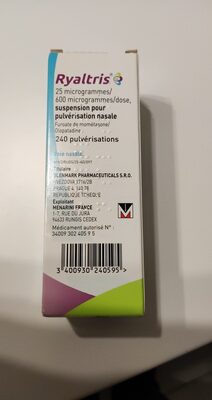 Ryaltris
25 microgrammes/
600 microgrammes/dose,
suspension pour
pulvérisation nasale
Furoate de mométasone/
Olopatadine
240 pulvérisations
Voie nasale
Titulaire
GLENMARK PHARMACEUTICALS S.R.O.
HVEZDOVA 1716/2B
PRAGUE 4, 140 78
REPUBLIQUE TCHEQUE
Exploitant
MENARINI FRANCE
1-7, RUE DU JURA
94633 RUNGIS CEDEX
Médicament autorisé N° :
34009 302 405 9 5
3 400930 240595 >